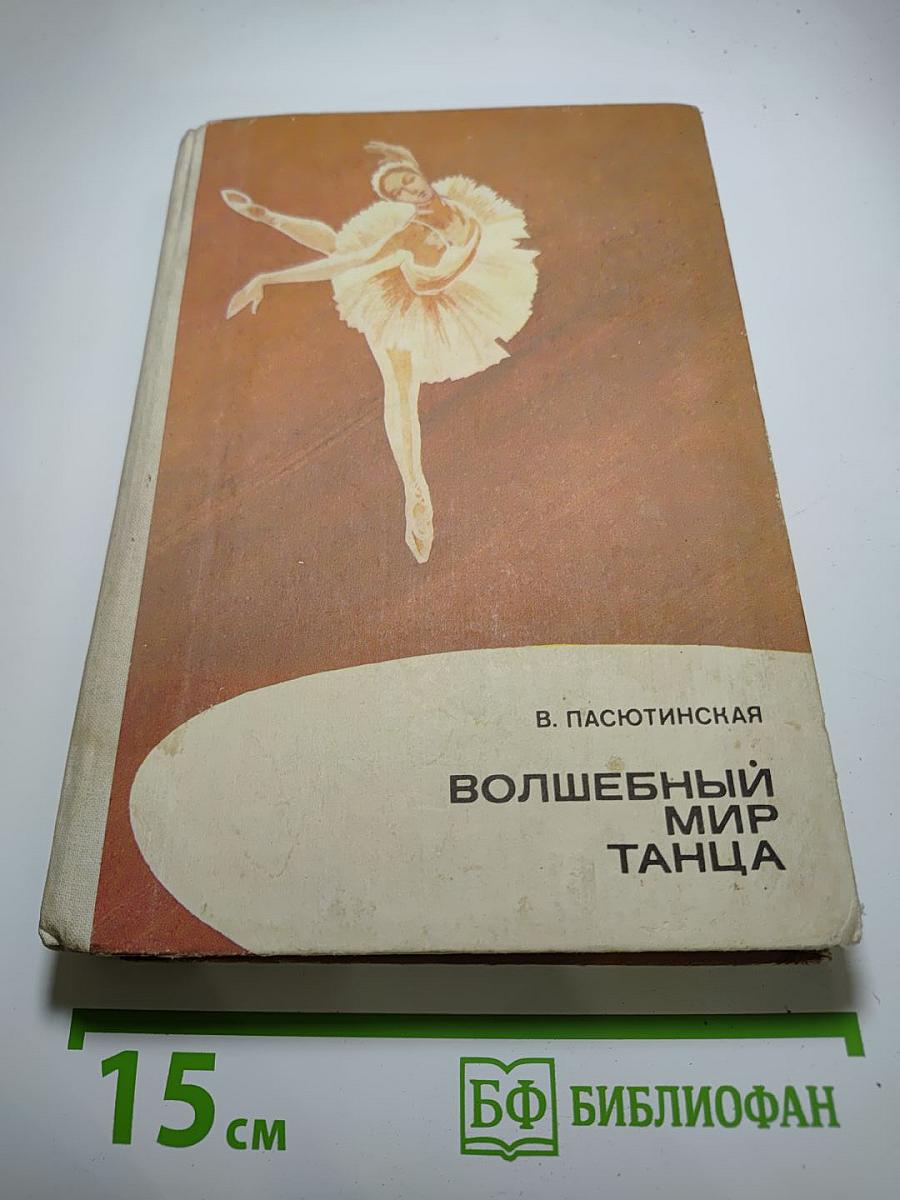 В. ПАСЮТИНСКАЯ
ВОЛШЕБНЫЙ
МИР
ТАНЦА
15 см
БФ БИБЛИОФАН